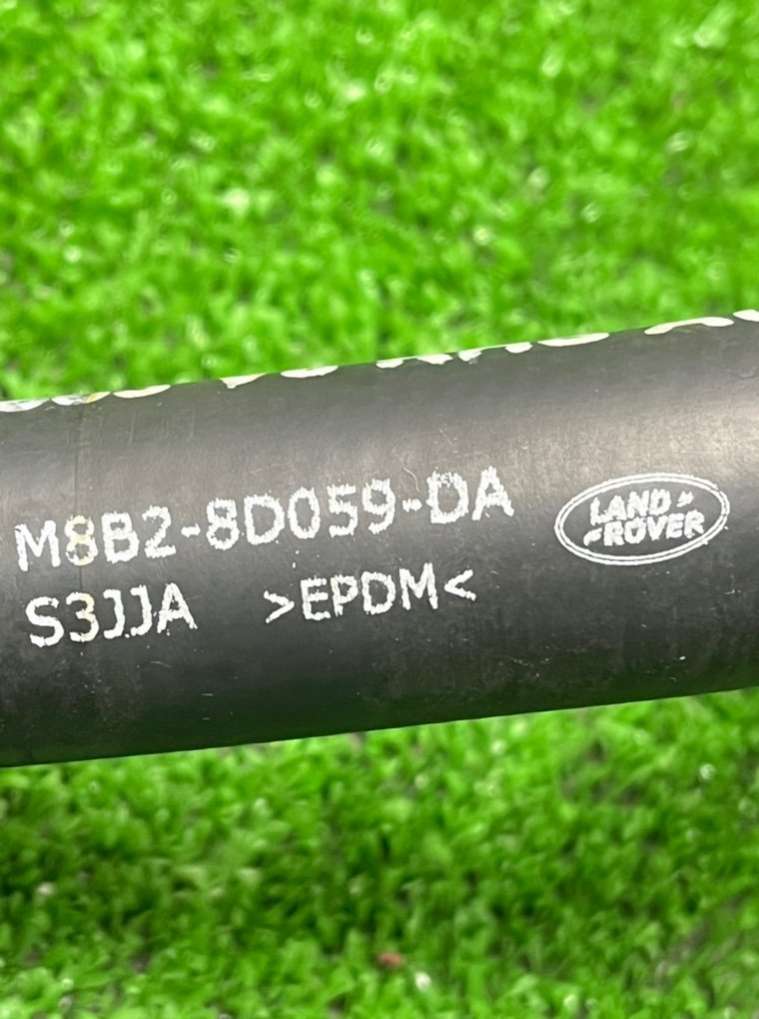 M8B2-8D059-DA
LAND
ROVER
S3JJA >EPDM<